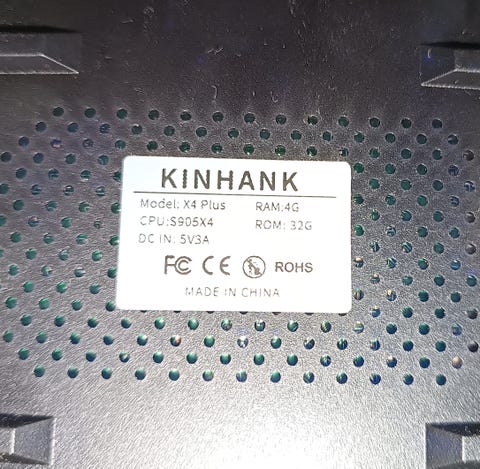 KINHANK
Model: X4 Plus RAM:4G
CPU:S905X4 ROM: 32G
DC IN: 5V3A
FC CE ROHS
MADE IN CHINA